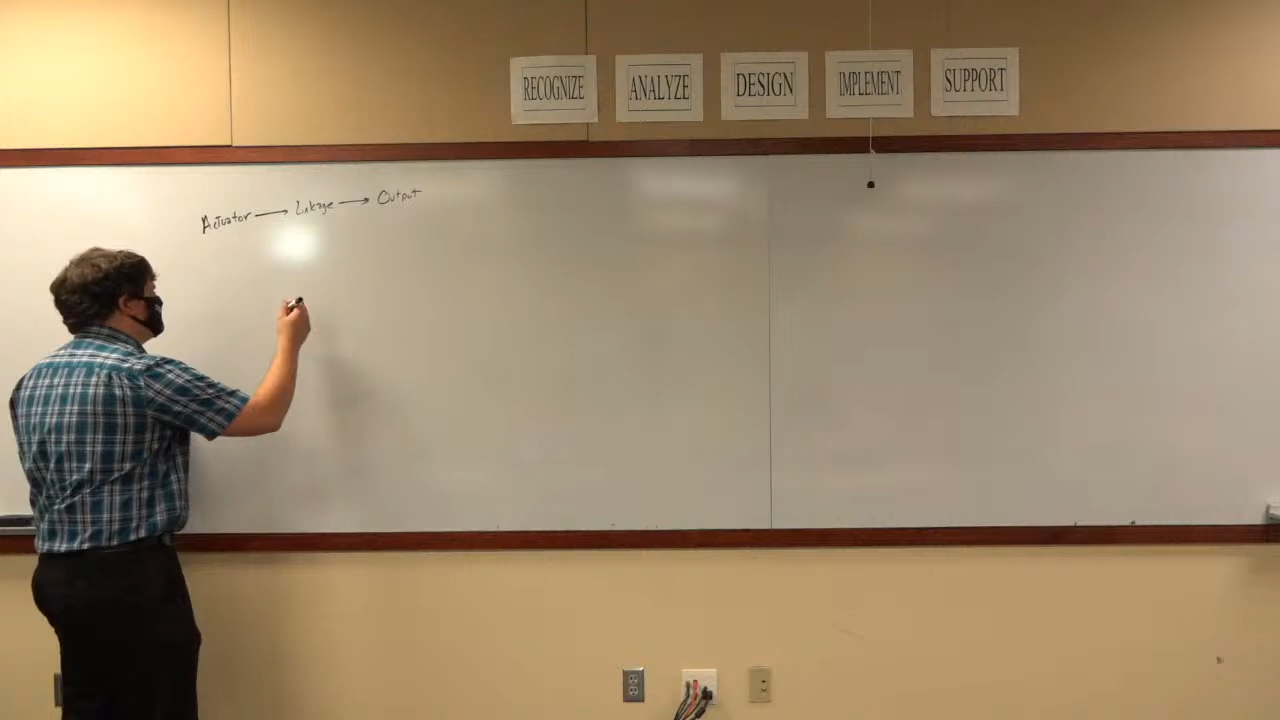 RECOGNIZE ANALYZE DESIGN IMPLEMENT SUPPORT
Actuator → Linkage → Output